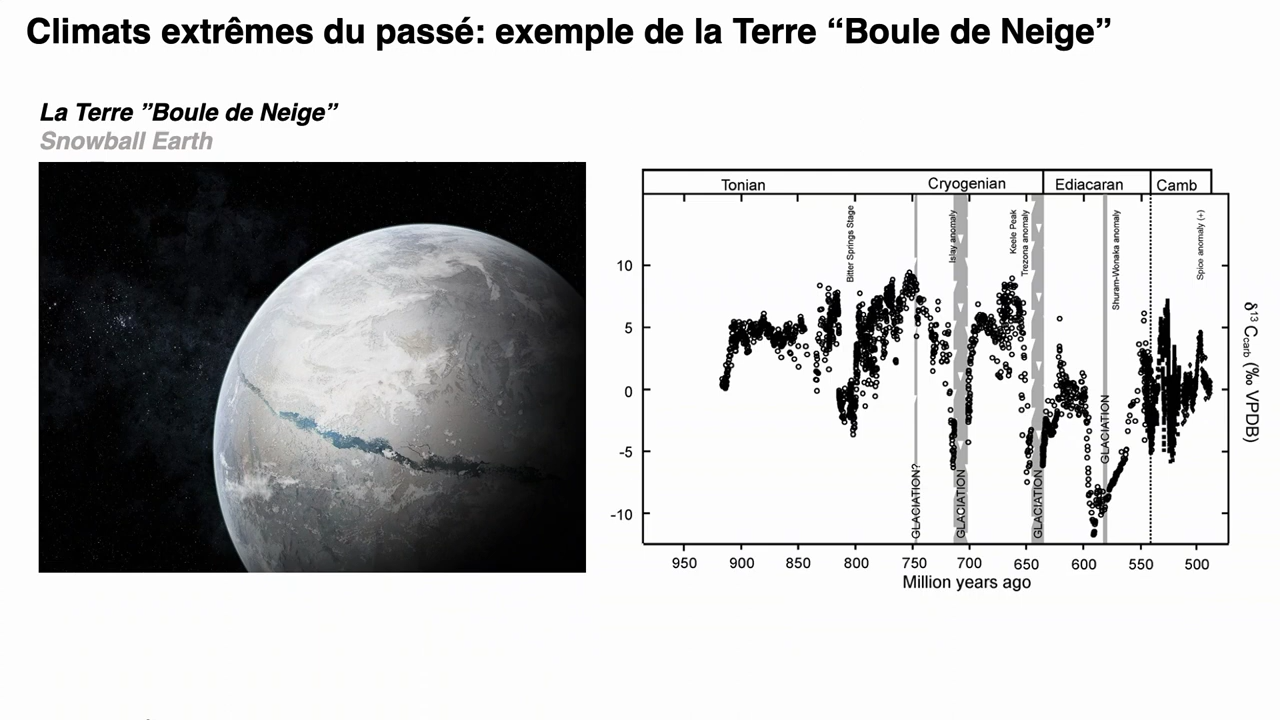 Climats extrêmes du passé: exemple de la Terre “Boule de Neige”
La Terre ”Boule de Neige”
Snowball Earth
Tonian
Cryogenian
Ediacaran
Camb
Bitter Springs Stage
Islay anomaly
Keele Peak
Trezona anomaly
Shuram-Wonaka anomaly
Spice anomaly (+)
GLACIATION?
GLACIATION
GLACIATION
GLACIATION
10
5
0
-5
-10
δ¹³ Ccarb (‰ VPDB)
950 900 850 800 750 700 650 600 550 500
Million years ago